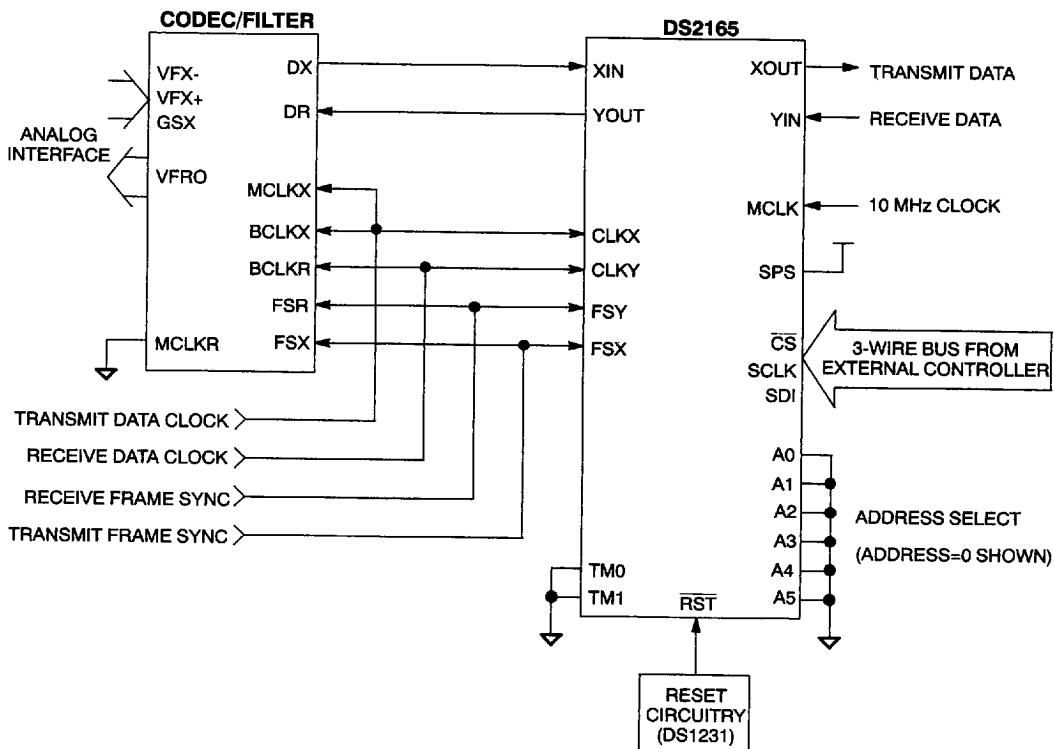 CODEC/FILTER
VFX-
VFX+
GSX
VFRO
ANALOG
INTERFACE
DX
DR
MCLKX
BCLKX
BCLKR
FSR
FSX
MCLKR
TRANSMIT DATA CLOCK
RECEIVE DATA CLOCK
RECEIVE FRAME SYNC
TRANSMIT FRAME SYNC
DS2165
XIN
YOUT
CLKX
CLKY
FSY
FSX
TM0
TM1
RST
XOUT
YIN
MCLK
SPS
CS
SCLK
SDI
A0
A1
A2
A3
A4
A5
TRANSMIT DATA
RECEIVE DATA
10 MHz CLOCK
3-WIRE BUS FROM
EXTERNAL CONTROLLER
ADDRESS SELECT
(ADDRESS=0 SHOWN)
RESET
CIRCUITRY
(DS1231)